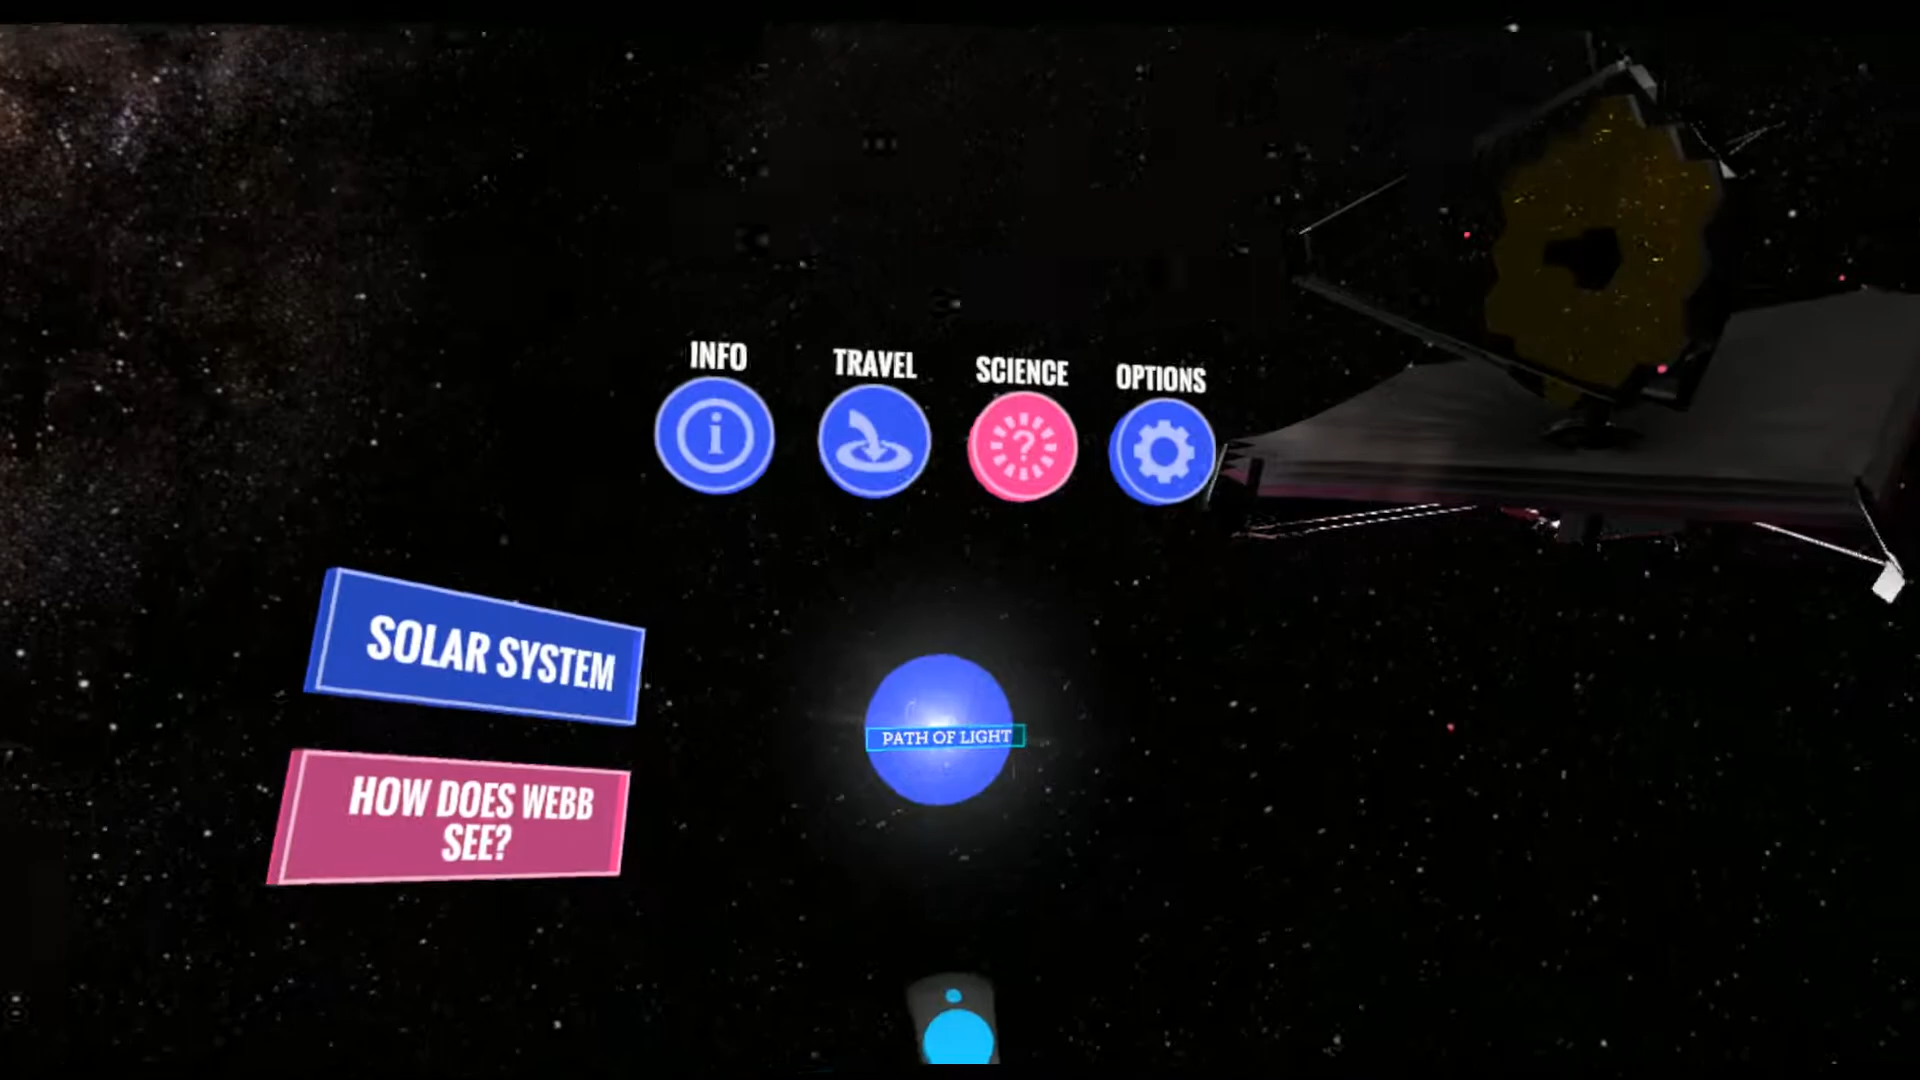 INFO
TRAVEL
SCIENCE
OPTIONS
SOLAR SYSTEM
PATH OF LIGHT
HOW DOES WEBB
SEE?